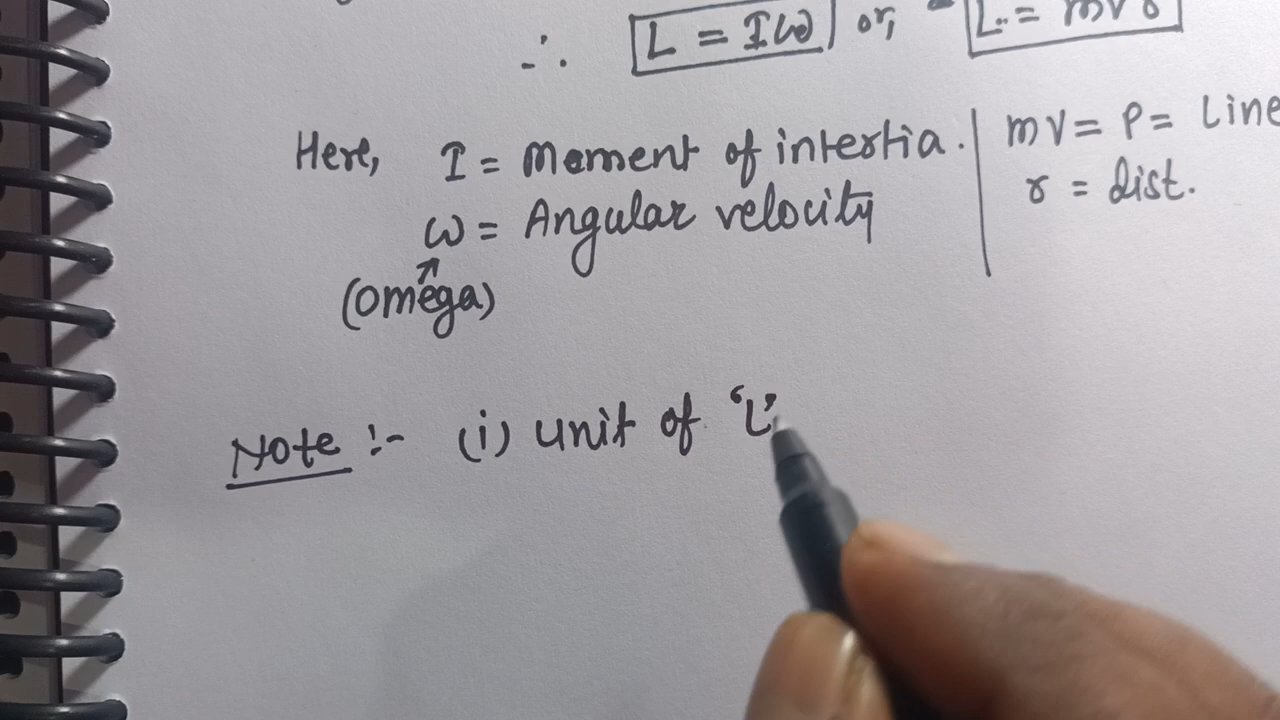 ∴ L = Iω or, L = mvr
Here, I = Moment of intertia. | mv = P = Line
ω = Angular velocity | r = dist.
(omega)
Note :- (i) unit of 'L'